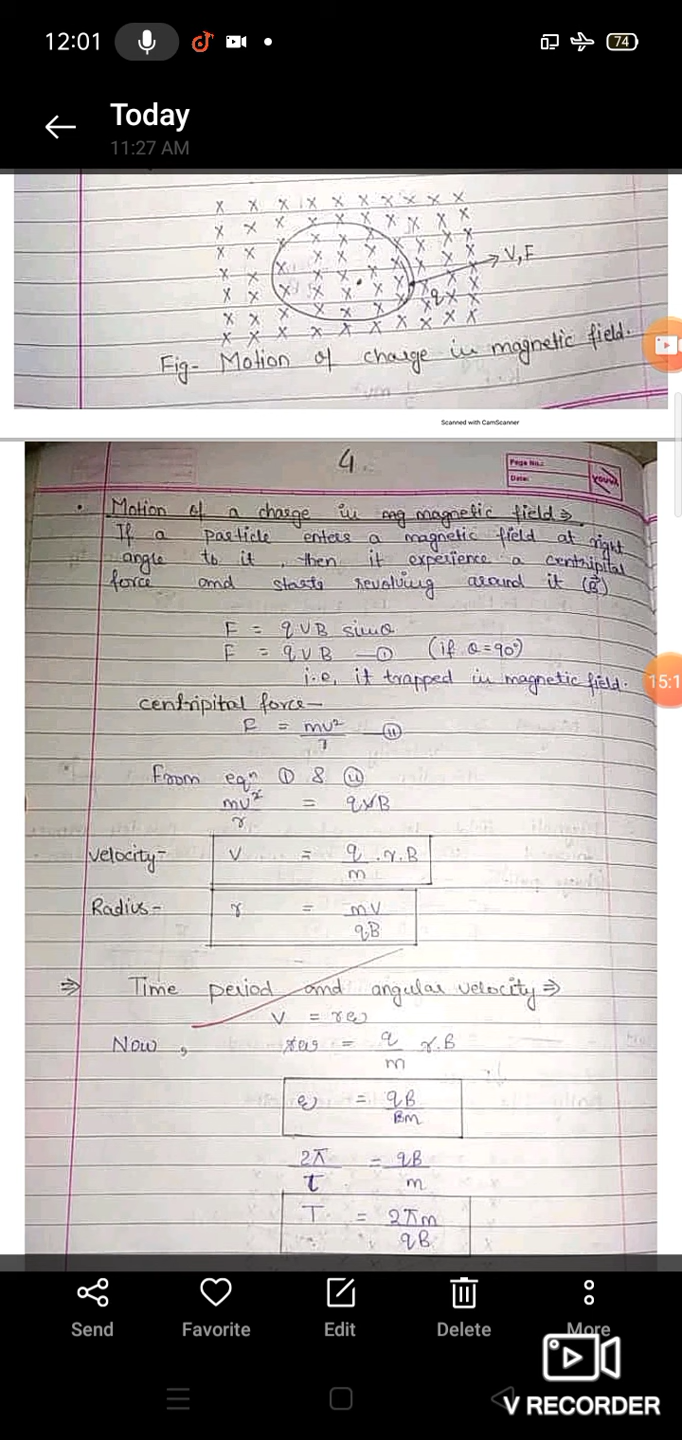 12:01
74
Today
11:27 AM
x x x x x x x x x
x x x x x x x x x
x x x x x x x x x
x x x x x x x x x
x x x x x x x x x
x x x x x x x x x
x x x x x x x x x
V, F
q
Fig- Motion of charge in magnetic field.
Scanned with CamScanner
4.
Page No.:
Date:
YOUVA
• Motion of a charge in mg magnetic field ⇒
If a particle enters a magnetic field at right
angle to it, then it experience a centripital
force and starts revolving around it (B⃗)
F = qVB sinθ
F = qVB —① (if θ=90°)
i.e, it trapped in magnetic field.
15:1
centripital force—
F = mv²/r —⑪
From eqⁿ ① & ⑪
mv²/r = qVB
Velocity- V = q/m .r.B
Radius- r = mV/qB
⇒ Time period and angular velocity ⇒
V = rω
Now, rω = q/m r.B
ω = qB/Bm
2π/T = qB/m
T = 2πm/qB
Send Favorite Edit Delete More
V RECORDER